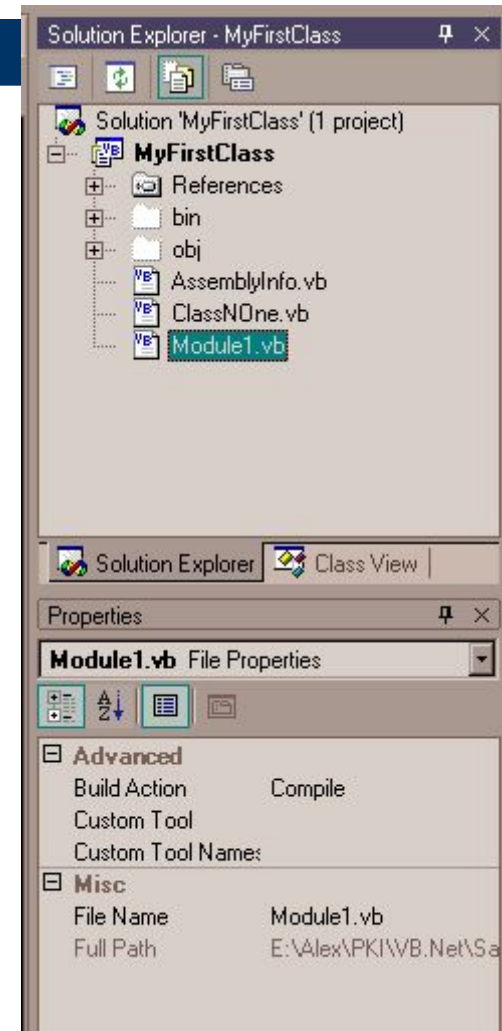 Solution Explorer - MyFirstClass
Solution 'MyFirstClass' (1 project)
MyFirstClass
References
bin
obj
AssemblyInfo.vb
ClassNOne.vb
Module1.vb
Solution Explorer Class View
Properties
Module1.vb File Properties
Advanced
Build Action Compile
Custom Tool
Custom Tool Names
Misc
File Name Module1.vb
Full Path E:\Alex\PKI\VB.Net\Sa